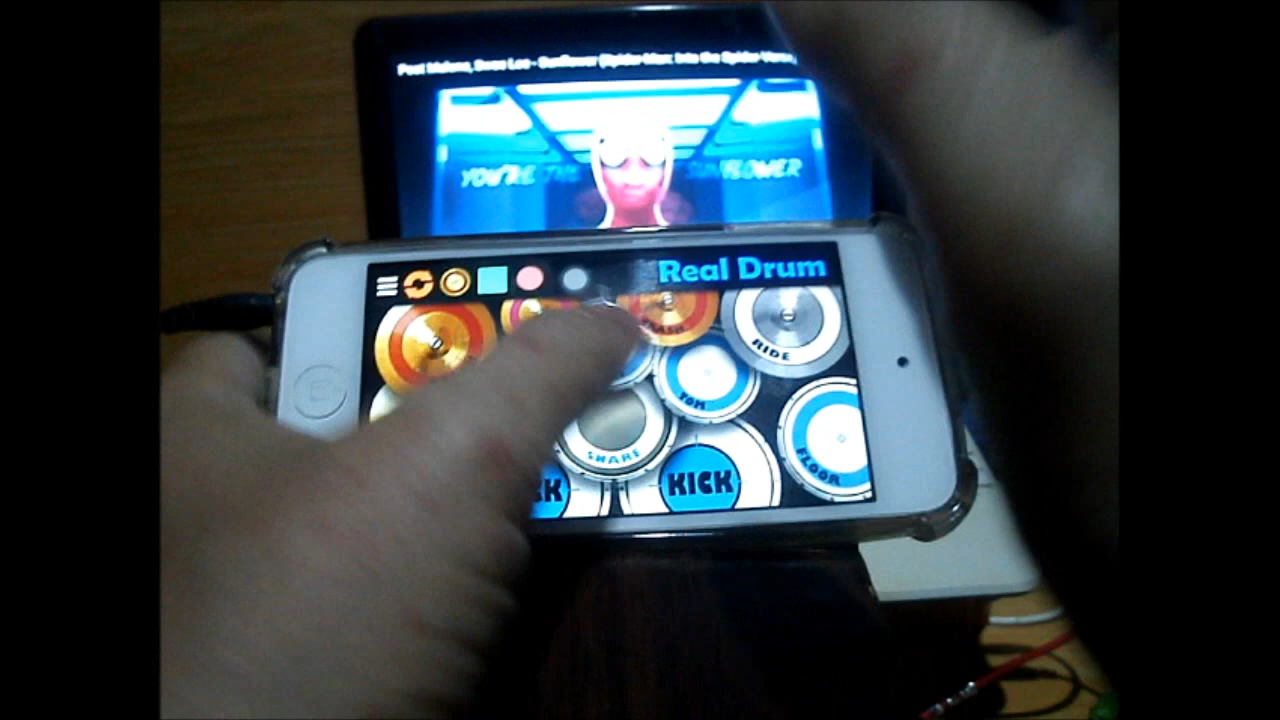 Post Malone, Swae Lee - Sunflower (Spider-Man: Into the Spider-Verse)
YOU'RE THE SUNFLOWER
Real Drum
CRASH
RIDE
TOM
SNARE
FLOOR
KICK